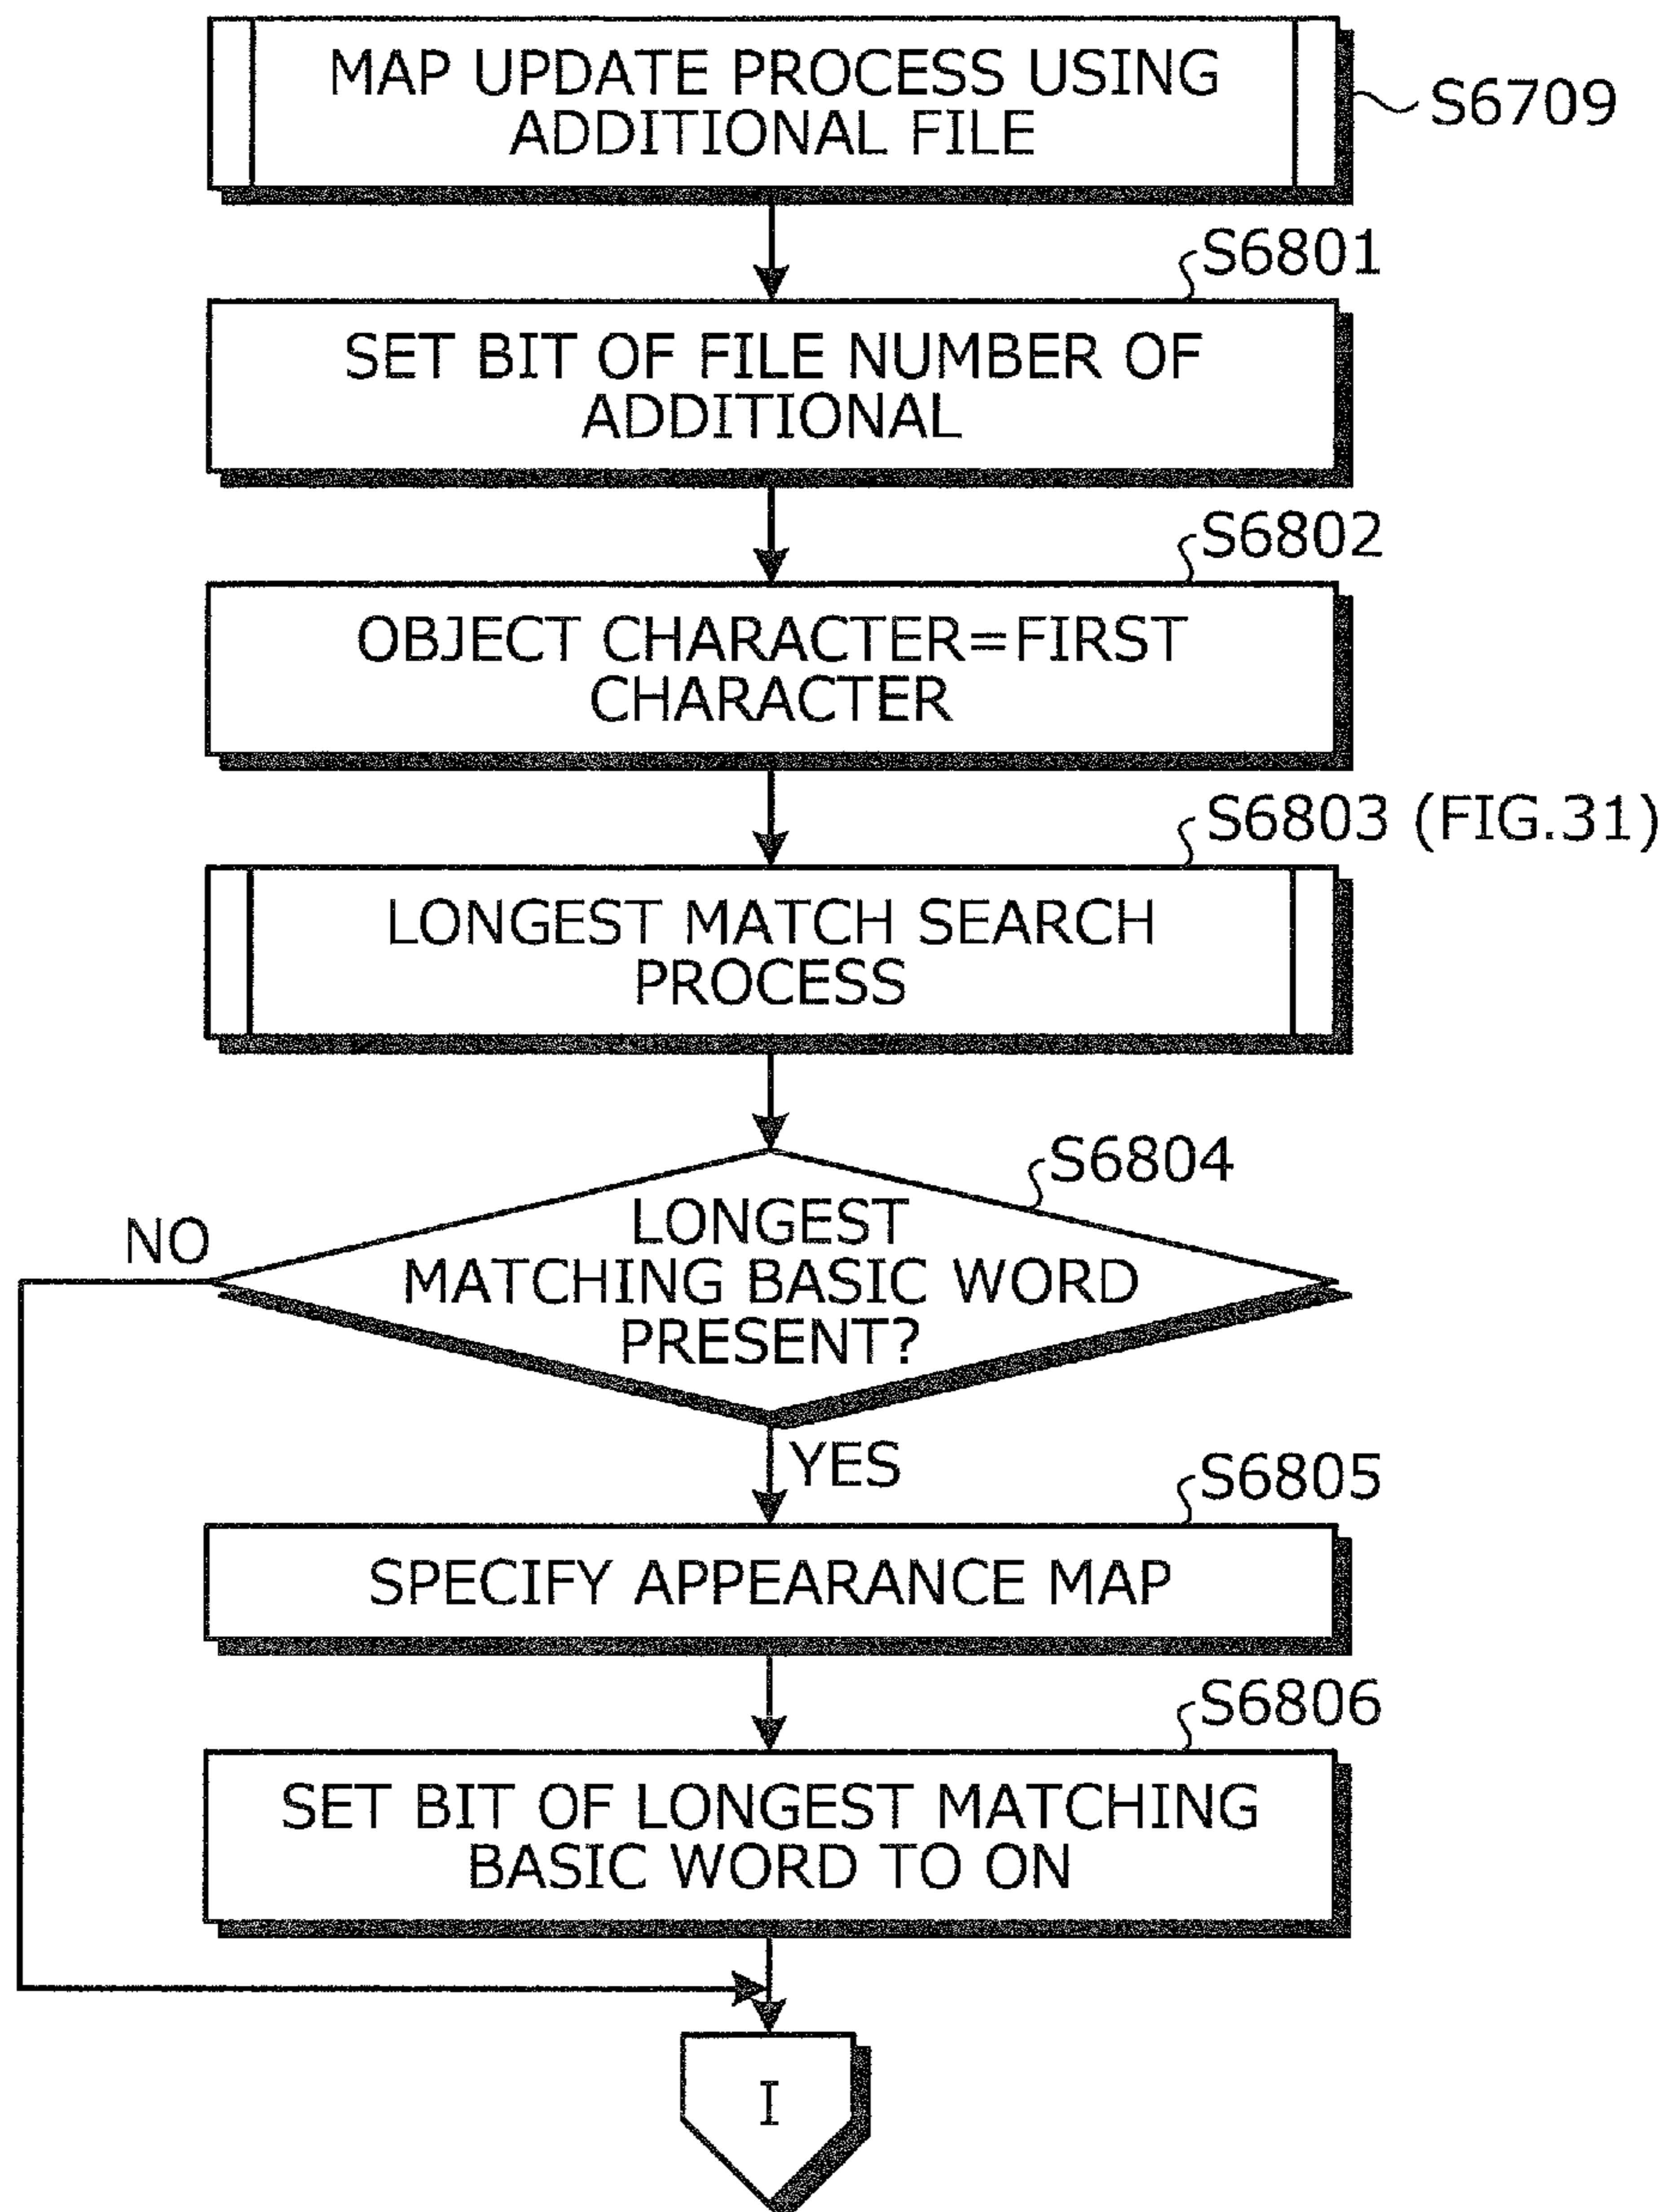 MAP UPDATE PROCESS USING
ADDITIONAL FILE
S6709
S6801
SET BIT OF FILE NUMBER OF
ADDITIONAL
S6802
OBJECT CHARACTER=FIRST
CHARACTER
S6803 (FIG.31)
LONGEST MATCH SEARCH
PROCESS
S6804
NO
LONGEST
MATCHING BASIC WORD
PRESENT?
YES
S6805
SPECIFY APPEARANCE MAP
S6806
SET BIT OF LONGEST MATCHING
BASIC WORD TO ON
I